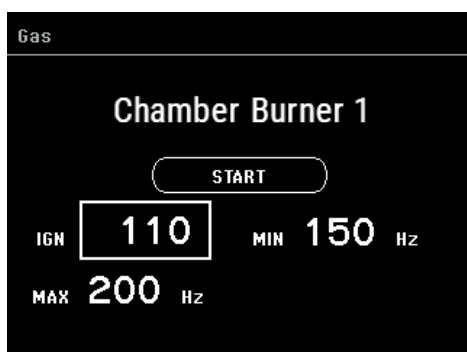 Gas
Chamber Burner 1
START
IGN 110 MIN 150 Hz
MAX 200 Hz